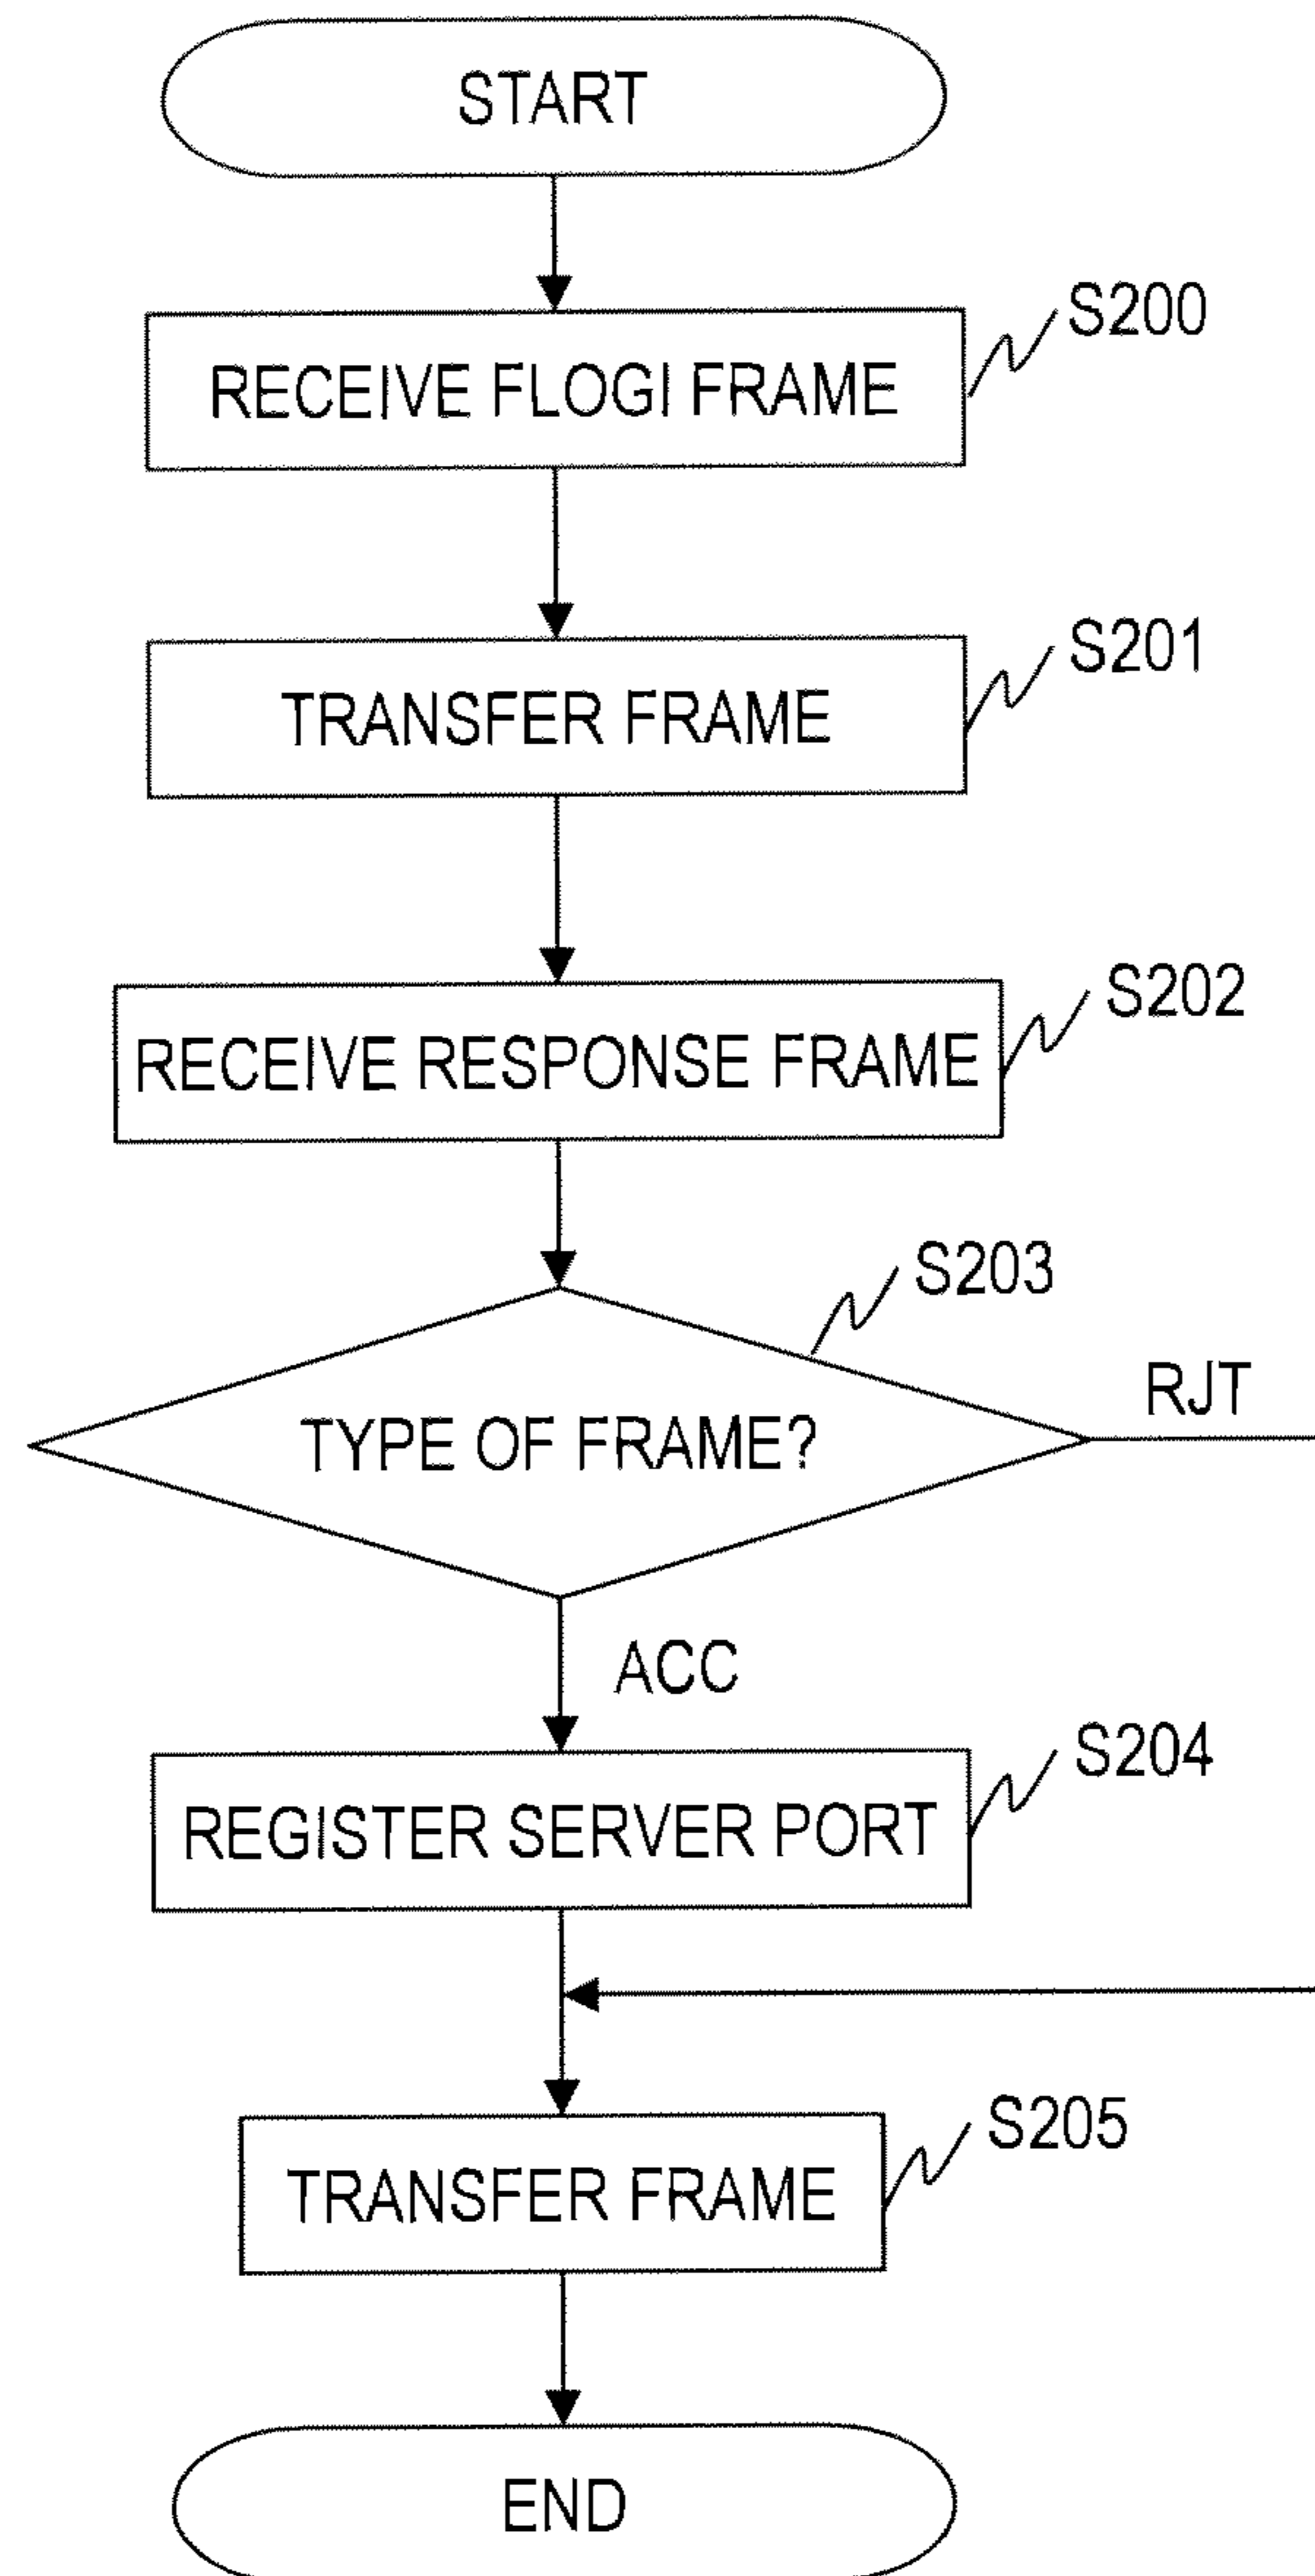 START
S200
RECEIVE FLOGI FRAME
S201
TRANSFER FRAME
S202
RECEIVE RESPONSE FRAME
S203
RJT
TYPE OF FRAME?
ACC
S204
REGISTER SERVER PORT
S205
TRANSFER FRAME
END